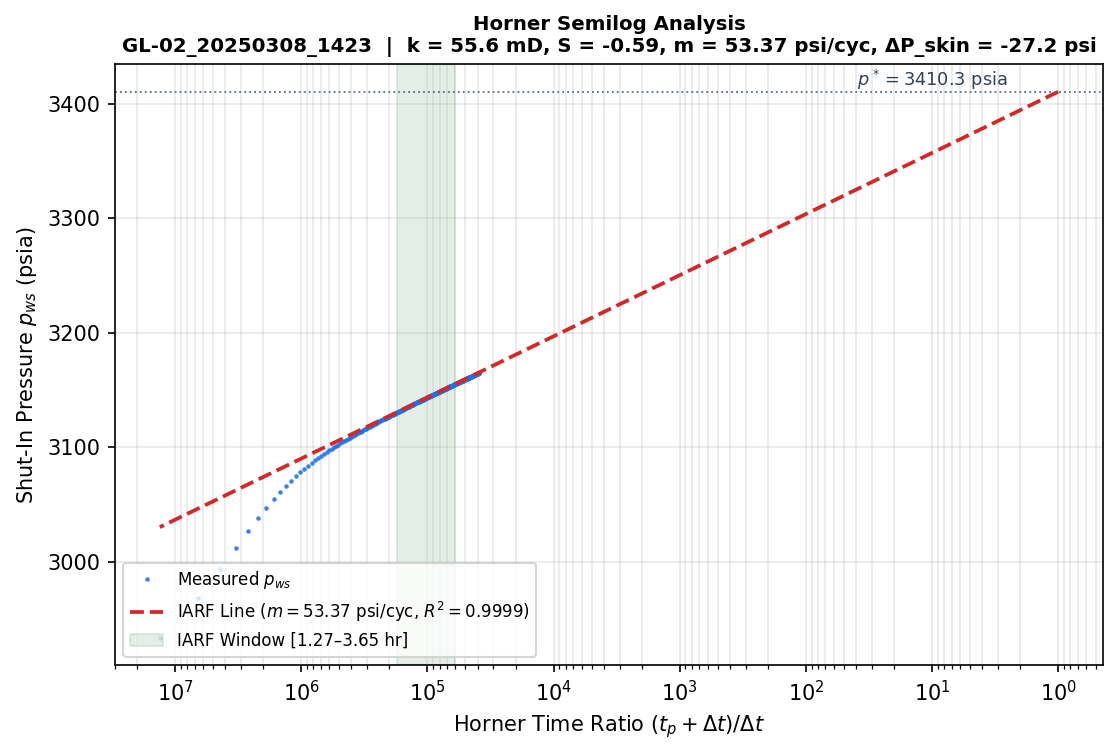 Horner Semilog Analysis
GL-02_20250308_1423 | k = 55.6 mD, S = -0.59, m = 53.37 psi/cyc, ΔP_skin = -27.2 psi
p* = 3410.3 psia
3400
3300
3200
3100
3000
Shut-In Pressure p_ws (psia)
Measured p_ws
IARF Line (m = 53.37 psi/cyc, R² = 0.9999)
IARF Window [1.27–3.65 hr]
10⁷ 10⁶ 10⁵ 10⁴ 10³ 10² 10¹ 10⁰
Horner Time Ratio (t_p + Δt)/Δt